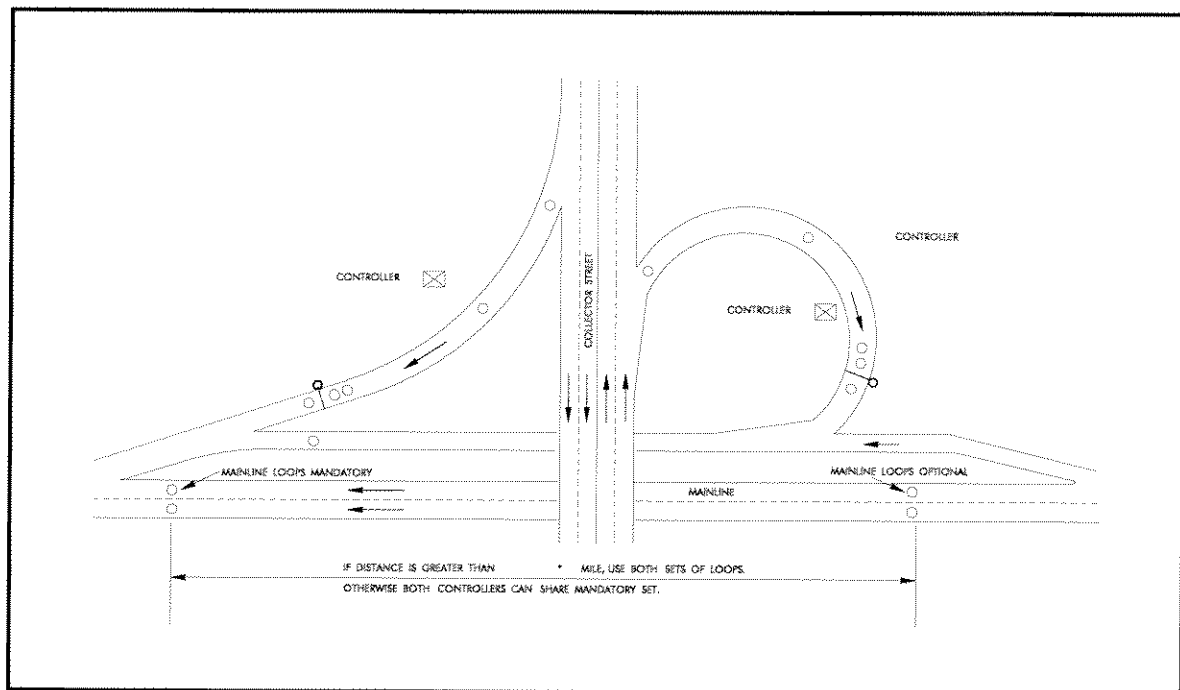 CONTROLLER
CONTROLLER
COLLECTOR STREET
CONTROLLER
MAINLINE LOOPS MANDATORY
MAINLINE LOOPS OPTIONAL
MAINLINE
IF DISTANCE IS GREATER THAN * MILE, USE BOTH SETS OF LOOPS.
OTHERWISE BOTH CONTROLLERS CAN SHARE MANDATORY SET.